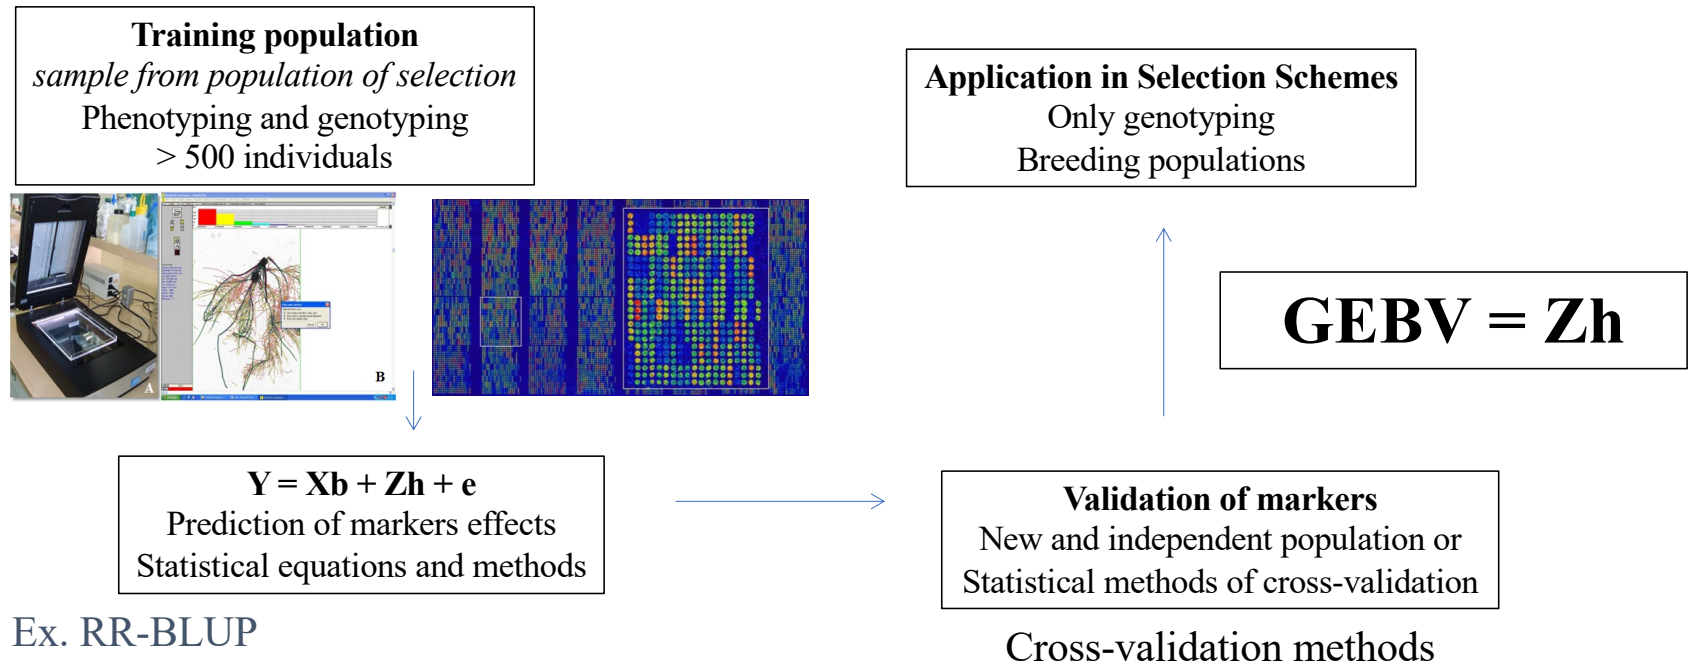 Training population
sample from population of selection
Phenotyping and genotyping
> 500 individuals
A
B
Y = Xb + Zh + e
Prediction of markers effects
Statistical equations and methods
Ex. RR-BLUP
Validation of markers
New and independent population or
Statistical methods of cross-validation
Cross-validation methods
Application in Selection Schemes
Only genotyping
Breeding populations
GEBV = Zh